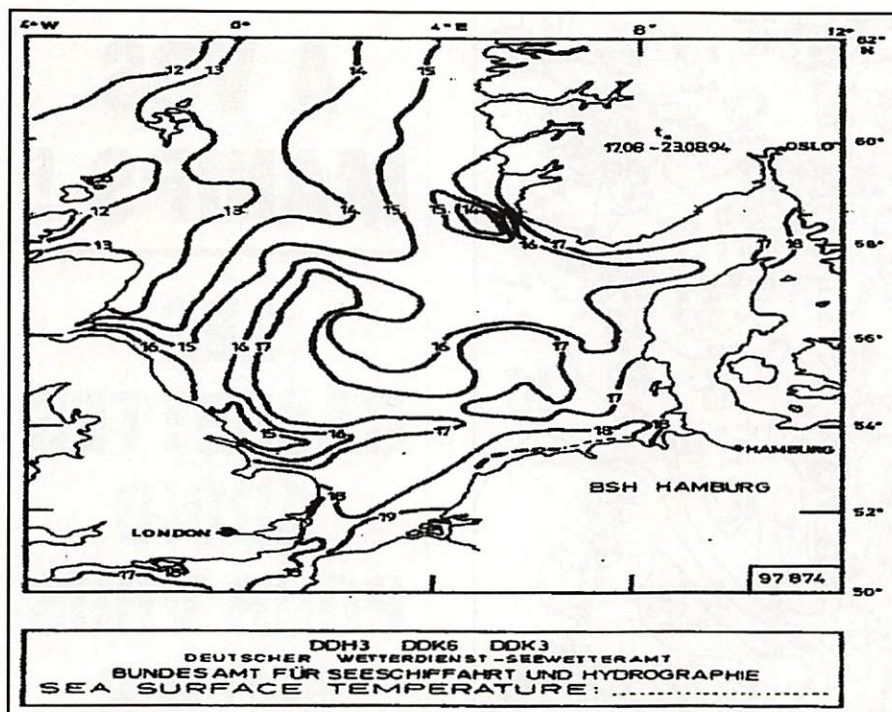 4°W 0° 4°E 8° 12°
62°
N
12 13 14 15
t
17.08 - 23.08.94 OSLO
60°
12 13 14 15 15 14
13 16 17 17 18 58°
16 15 16 17 16 17 56°
17
15 16 17 18 18 54°
HAMBURG
BSH HAMBURG
18 19 52°
LONDON
17 18 18 97 874
50°
DDH3 DDK6 DDK3
DEUTSCHER WETTERDIENST-SEEWETTERAMT
BUNDESAMT FÜR SEESCHIFFAHRT UND HYDROGRAPHIE
SEA SURFACE TEMPERATURE: ....................